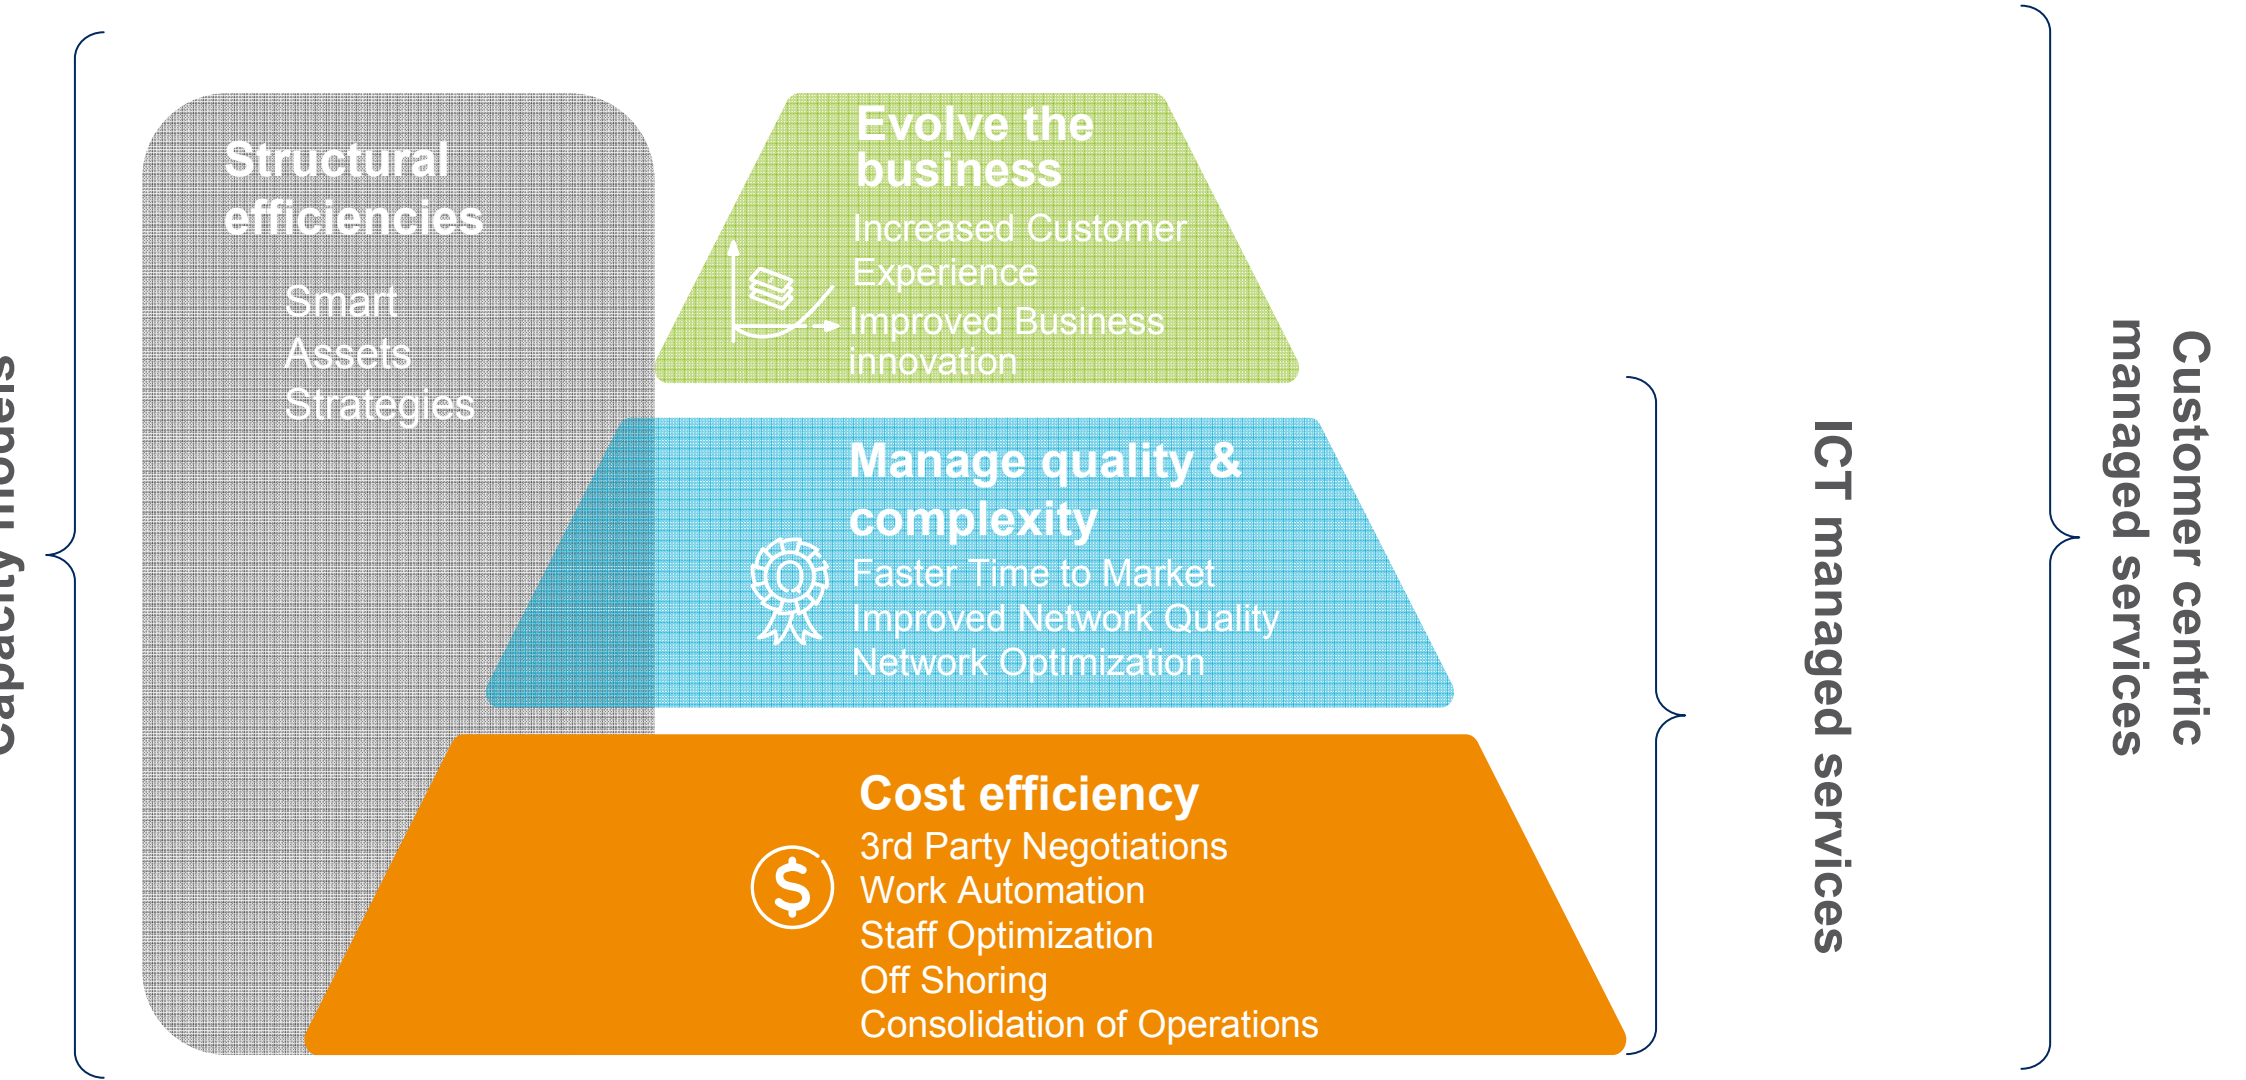 Structural
efficiencies
Smart
Assets
Strategies
Evolve the
business
Increased Customer
Experience
Improved Business
innovation
Manage quality &
complexity
Faster Time to Market
Improved Network Quality
Network Optimization
Cost efficiency
3rd Party Negotiations
Work Automation
Staff Optimization
Off Shoring
Consolidation of Operations
ICT managed services
Customer centric
managed services